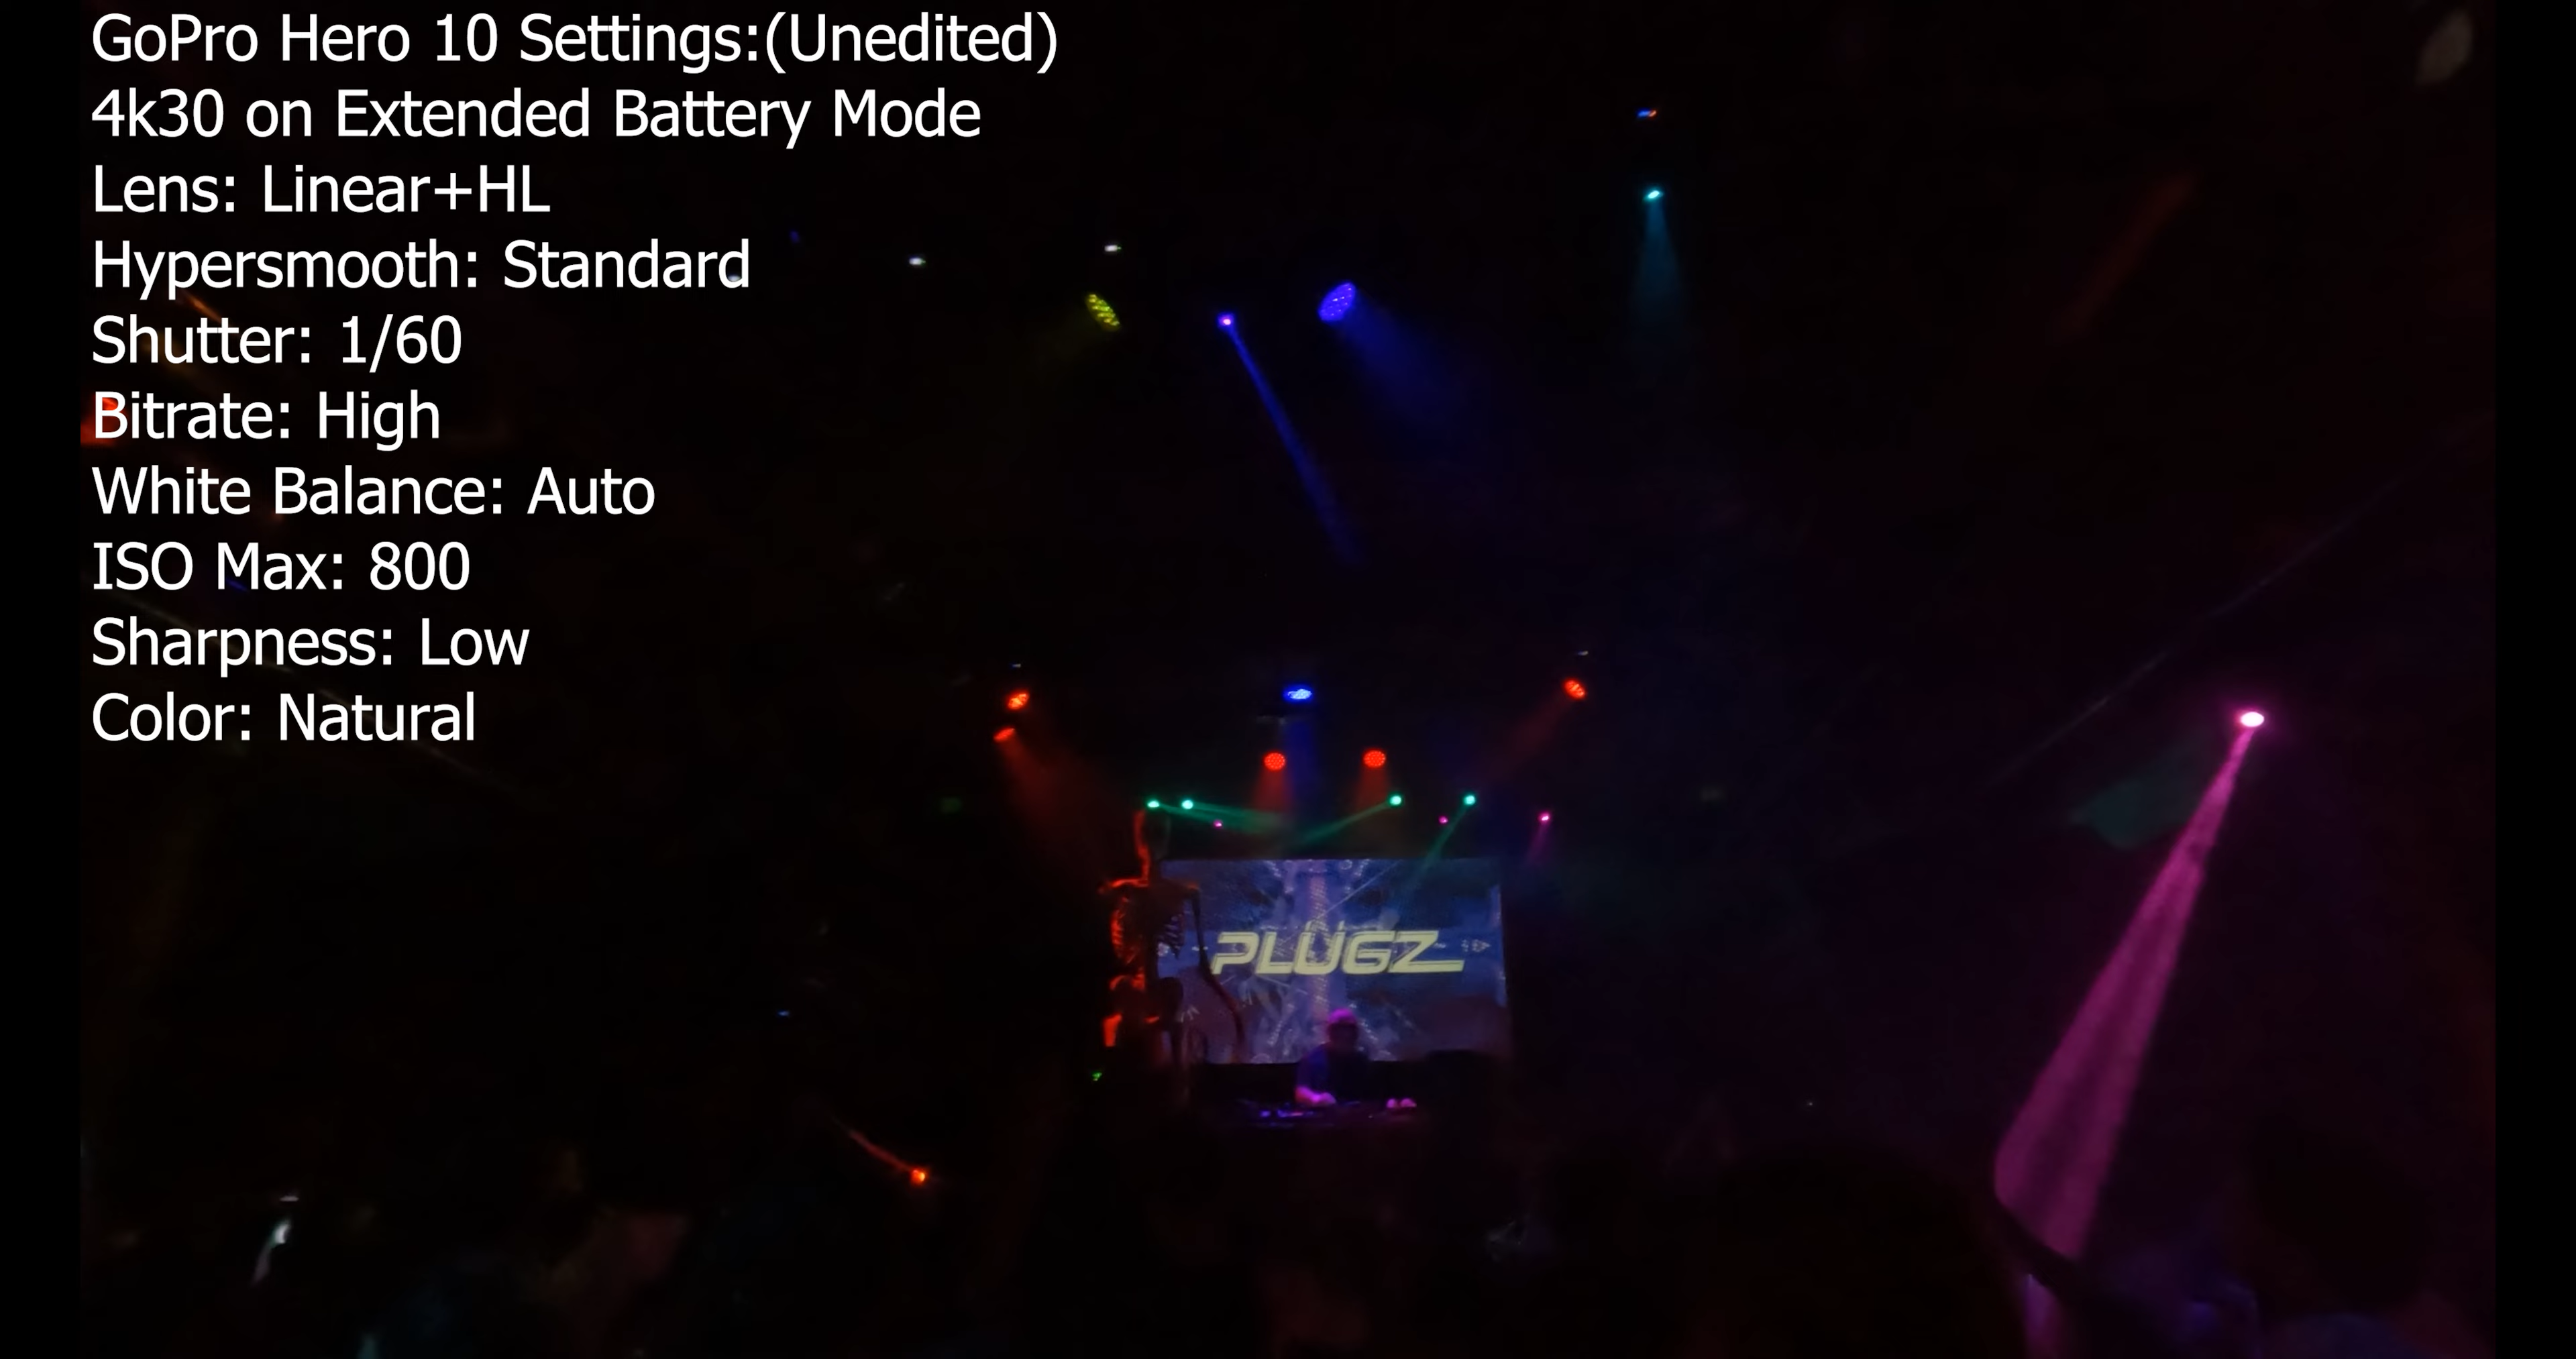 GoPro Hero 10 Settings:(Unedited)
4k30 on Extended Battery Mode
Lens: Linear+HL
Hypersmooth: Standard
Shutter: 1/60
Bitrate: High
White Balance: Auto
ISO Max: 800
Sharpness: Low
Color: Natural
PLUGZ